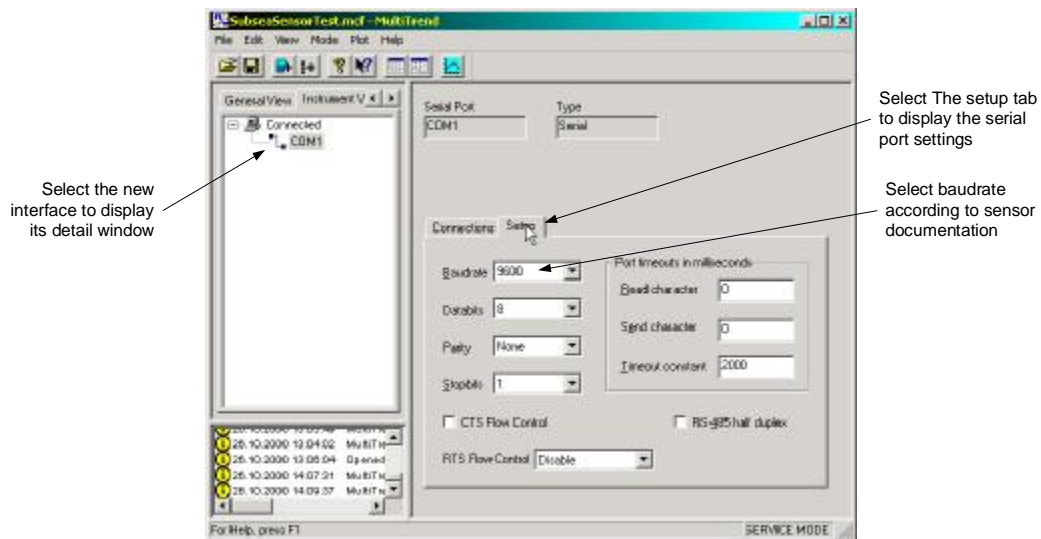 SubseaSensorTest.mcf - MultiTrend
File Edit View Mode Plot Help
General View Instrument V
Connected
COM1
Serial Port
COM1
Type
Serial
Select The setup tab
to display the serial
port settings
Select the new
interface to display
its detail window
Select baudrate
according to sensor
documentation
Connections Setup
Baudrate 9600
Databits 8
Parity None
Stopbits 1
Port timeouts in milliseconds
Read character 0
Send character 0
Timeout constant 2000
CTS Flow Control
RS-485 half duplex
RTS Flow Control Disable
26.10.2000 13:04:02 MultiTre
26.10.2000 13:06:04 Opened
26.10.2000 14:07:31 MultiTre
26.10.2000 14:09:37 MultiTre
For Help, press F1
SERVICE MODE